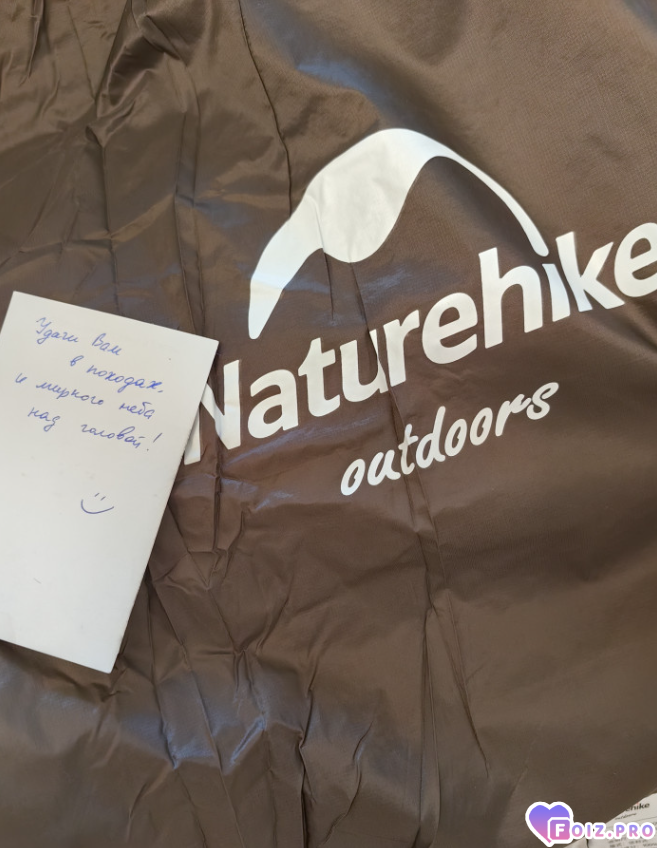 Удачи Вам
в походах,
и мирного неба
над головой!
Naturehike
outdoors
FOIZ.PRO